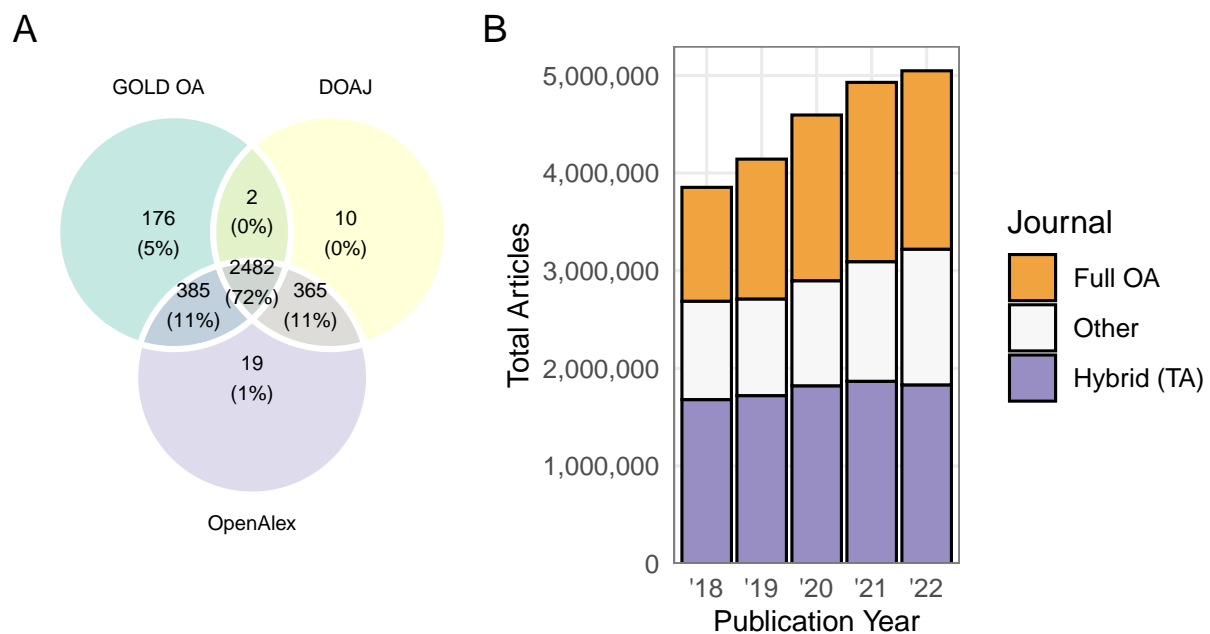 A
GOLD OA
DOAJ
2
(0%)
176
(5%)
10
(0%)
2482
(72%)
385
(11%)
365
(11%)
19
(1%)
OpenAlex
B
Total Articles
5,000,000
4,000,000
3,000,000
2,000,000
1,000,000
0
'18 '19 '20 '21 '22
Publication Year
Journal
Full OA
Other
Hybrid (TA)